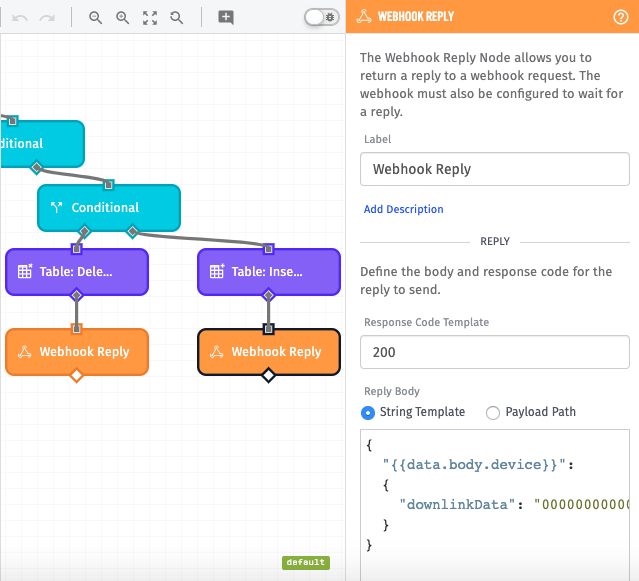 WEBHOOK REPLY
The Webhook Reply Node allows you to
return a reply to a webhook request. The
webhook must also be configured to wait for
a reply.
Label
Webhook Reply
Add Description
REPLY
Define the body and response code for the
reply to send.
Response Code Template
200
Reply Body
String Template Payload Path
{
"{{data.body.device}}":
{
"downlinkData": "00000000000
}
}
ditional
Conditional
Table: Dele...
Table: Inse...
Webhook Reply
Webhook Reply
default